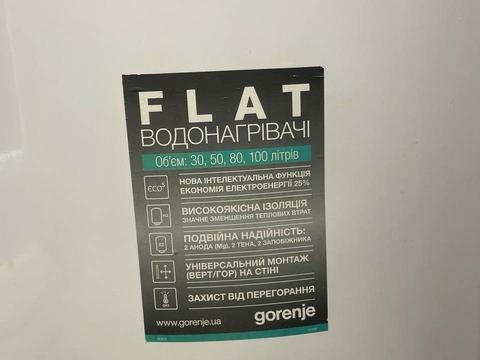 FLAT
ВОДОНАГРІВАЧІ
Об'єм: 30, 50, 80, 100 літрів
НОВА ІНТЕЛЕКТУАЛЬНА ФУНКЦІЯ
ЕКОНОМІЯ ЕЛЕКТРОЕНЕРГІЇ 25%
ВИСОКОЯКІСНА ІЗОЛЯЦІЯ
ЗНАЧНЕ ЗМЕНШЕННЯ ТЕПЛОВИХ ВТРАТ
ПОДВІЙНА НАДІЙНІСТЬ:
2 АНОДА (Mg), 2 ТЕНА, 2 ЗАПОБІЖНИКА
УНІВЕРСАЛЬНИЙ МОНТАЖ
(ВЕРТ/ГОР) НА СТІНІ
ЗАХИСТ ВІД ПЕРЕГОРАННЯ
www.gorenje.ua gorenje